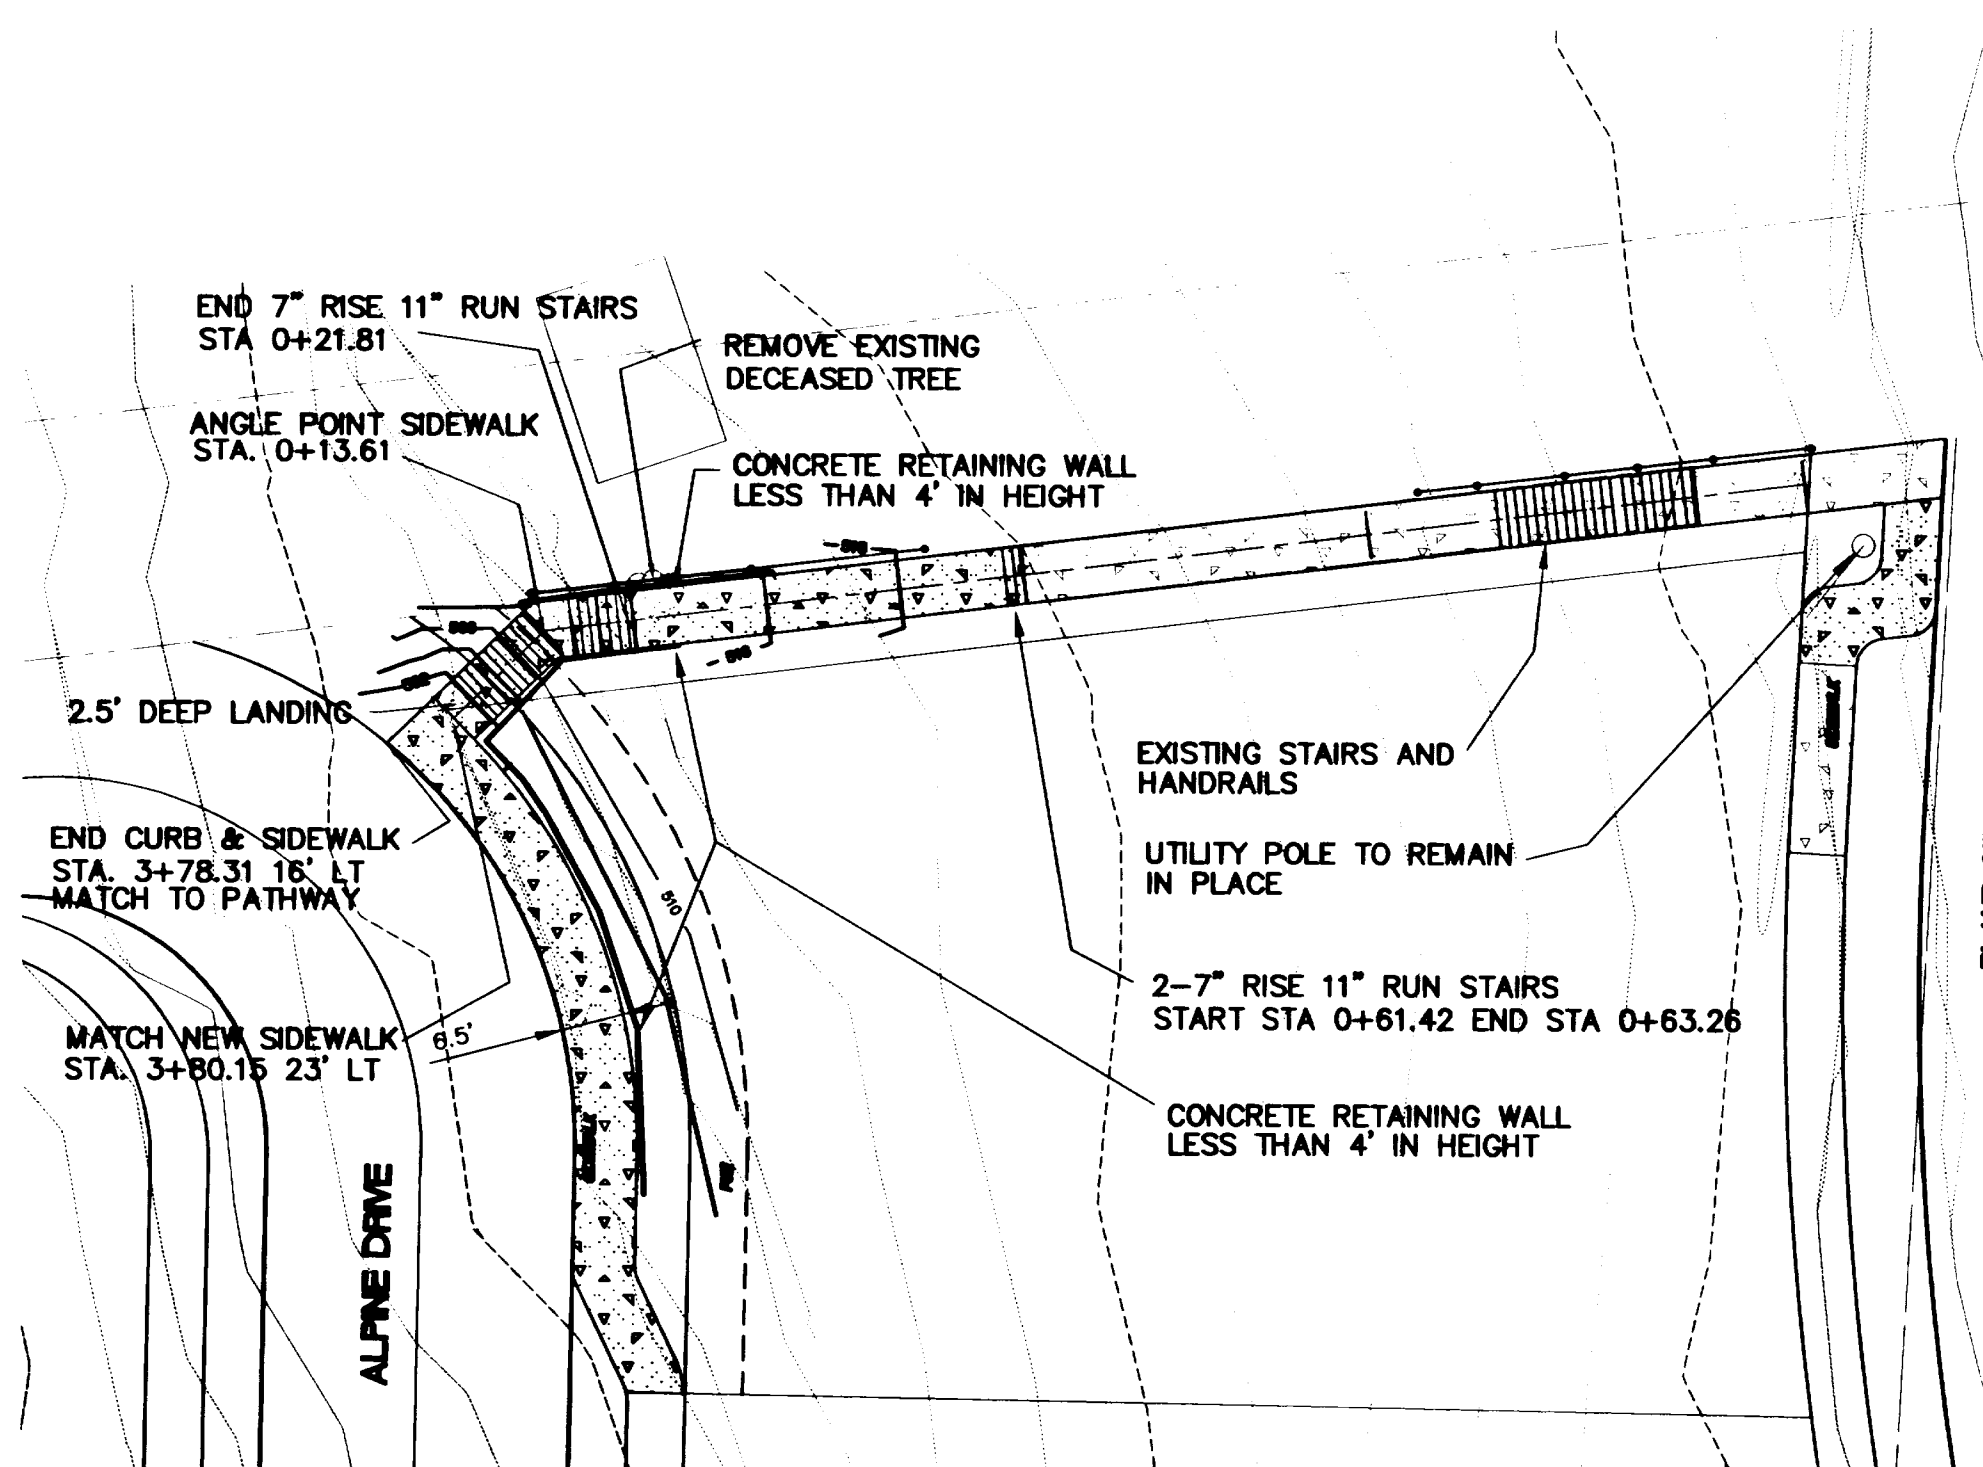 END 7" RISE 11" RUN STAIRS
STA 0+21.81
REMOVE EXISTING
DECEASED TREE
ANGLE POINT SIDEWALK
STA. 0+13.61
CONCRETE RETAINING WALL
LESS THAN 4' IN HEIGHT
2.5' DEEP LANDING
EXISTING STAIRS AND
HANDRAILS
END CURB & SIDEWALK
STA. 3+78.31 16' LT
MATCH TO PATHWAY
UTILITY POLE TO REMAIN
IN PLACE
510
2-7" RISE 11" RUN STAIRS
START STA 0+61.42 END STA 0+63.26
MATCH NEW SIDEWALK
STA. 3+80.15 23' LT
6.5'
CONCRETE RETAINING WALL
LESS THAN 4' IN HEIGHT
SIDEWALK
SIDEWALK
ALPINE DRIVE